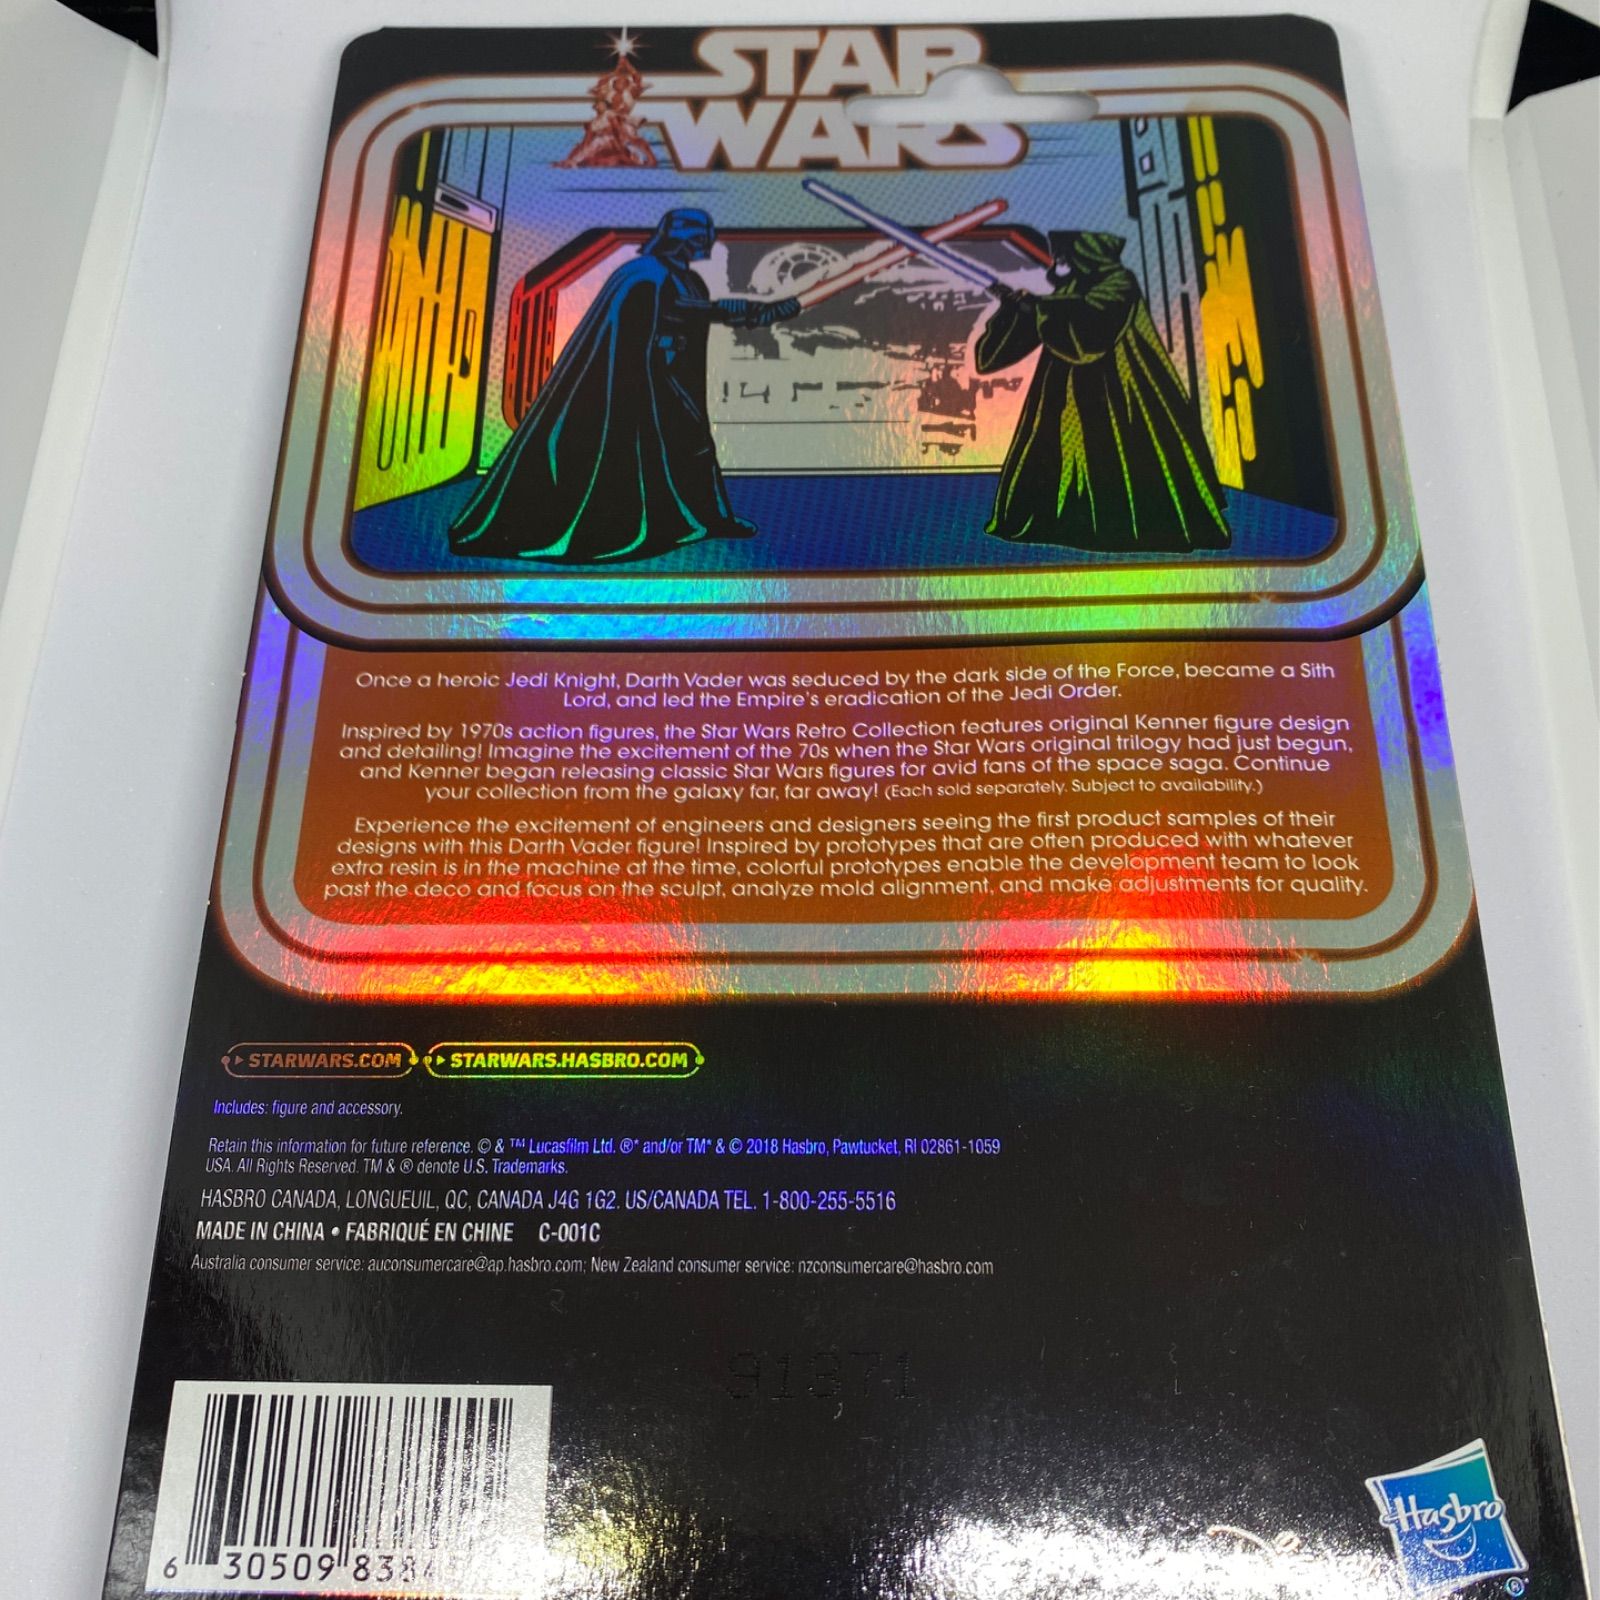 STAR
WARS
Once a heroic Jedi Knight, Darth Vader was seduced by the dark side of the Force, became a Sith
Lord, and led the Empire's eradication of the Jedi Order.
Inspired by 1970s action figures, the Star Wars Retro Collection features original Kenner figure design
and detailing! Imagine the excitement of the 70s when the Star Wars original trilogy had just begun,
and Kenner began releasing classic Star Wars figures for avid fans of the space saga. Continue
your collection from the galaxy far, far away! (Each sold separately. Subject to availability.)
Experience the excitement of engineers and designers seeing the first product samples of their
designs with this Darth Vader figure! Inspired by prototypes that are often produced with whatever
extra resin is in the machine at the time, colorful prototypes enable the development team to look
past the deco and focus on the sculpt, analyze mold alignment, and make adjustments for quality.
STARWARS.COM STARWARS.HASBRO.COM
Includes: figure and accessory.
Retain this information for future reference. © & ™ Lucasfilm Ltd. ®* and/or TM* & © 2018 Hasbro, Pawtucket, RI 02861-1059
USA. All Rights Reserved. TM & ® denote U.S. Trademarks.
HASBRO CANADA, LONGUEUIL, QC, CANADA J4G 1G2. US/CANADA TEL. 1-800-255-5516
MADE IN CHINA • FABRIQUÉ EN CHINE C-001C
Australia consumer service: auconsumercare@ap.hasbro.com; New Zealand consumer service: nzconsumercare@hasbro.com
91371
6 30509
Hasbro
®